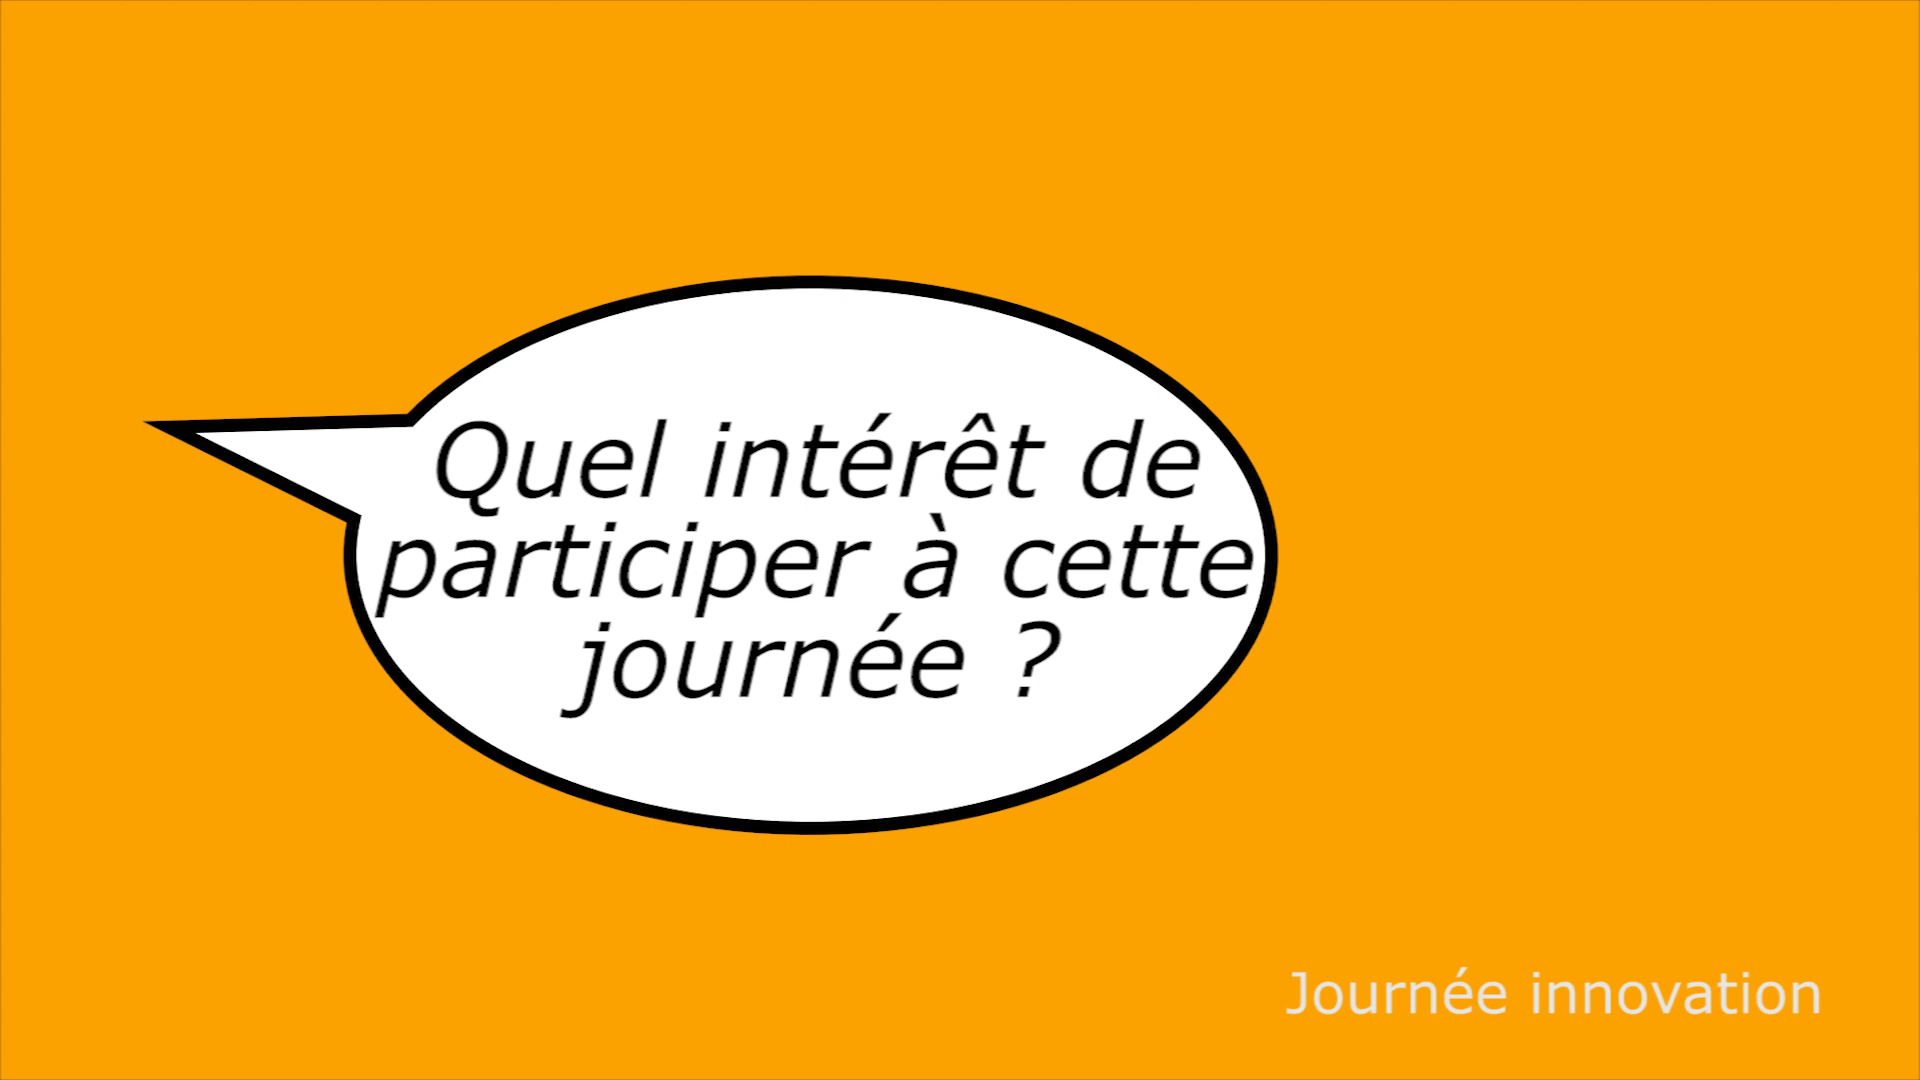 Quel intérêt de
participer à cette
journée ?
Journée innovation